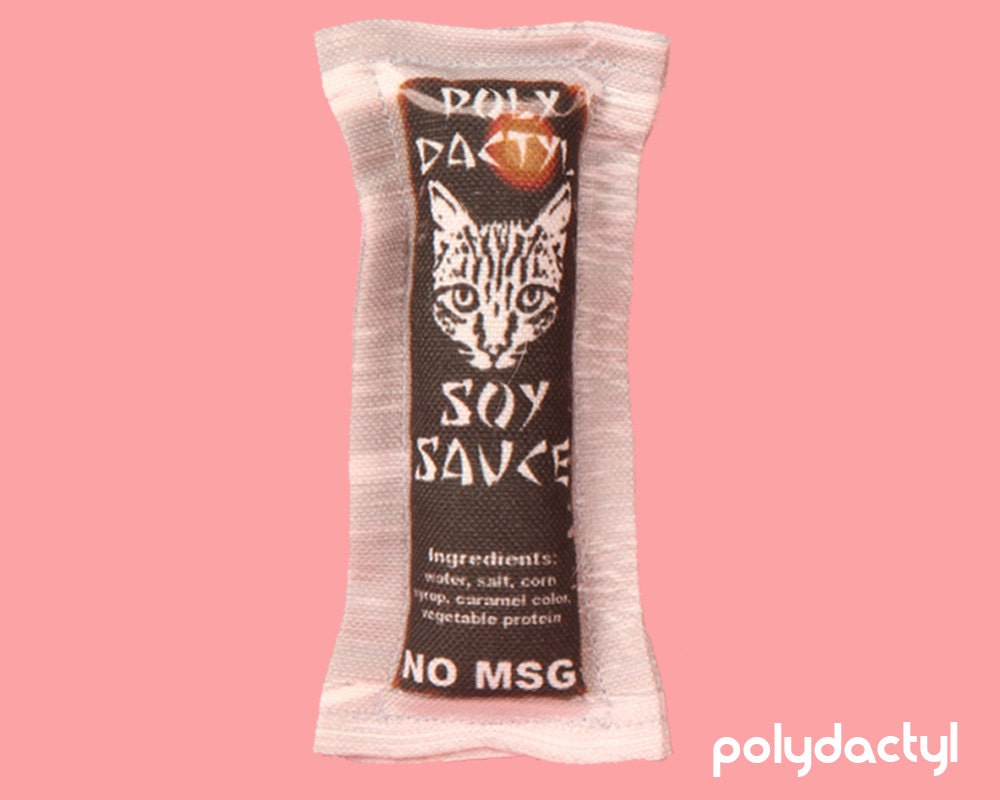 POLY
DACTYL
SOY
SAUCE
Ingredients:
water, salt, corn
syrup, caramel color,
vegetable protein
NO MSG
polydactyl